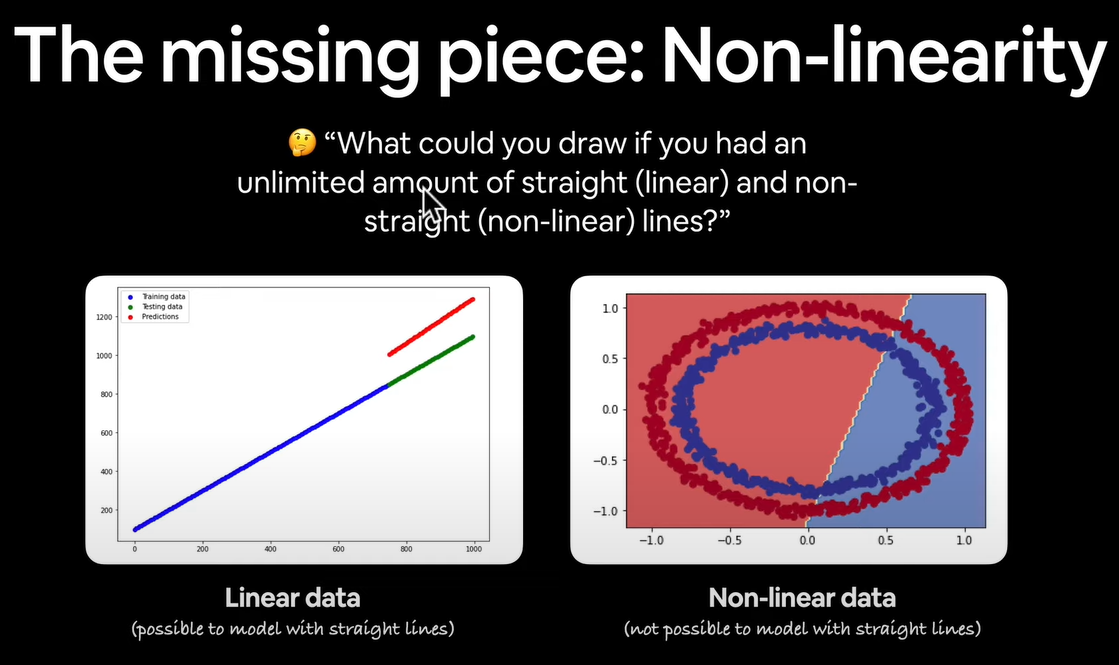 The missing piece: Non-linearity
🤔 “What could you draw if you had an
unlimited amount of straight (linear) and non-
straight (non-linear) lines?”
Training data
Testing data
Predictions
1200
1000
800
600
400
200
0 200 400 600 800 1000
1.0
0.5
0.0
−0.5
−1.0
−1.0 −0.5 0.0 0.5 1.0
Linear data
(possible to model with straight lines)
Non-linear data
(not possible to model with straight lines)